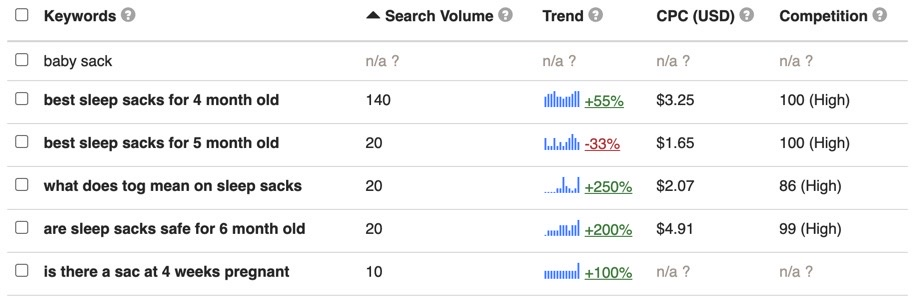 Keywords ? Search Volume ? Trend ? CPC (USD) ? Competition ?
baby sack n/a ? n/a ? n/a ? n/a ?
best sleep sacks for 4 month old 140 +55% $3.25 100 (High)
best sleep sacks for 5 month old 20 -33% $1.65 100 (High)
what does tog mean on sleep sacks 20 +250% $2.07 86 (High)
are sleep sacks safe for 6 month old 20 +200% $4.91 99 (High)
is there a sac at 4 weeks pregnant 10 +100% n/a ? n/a ?